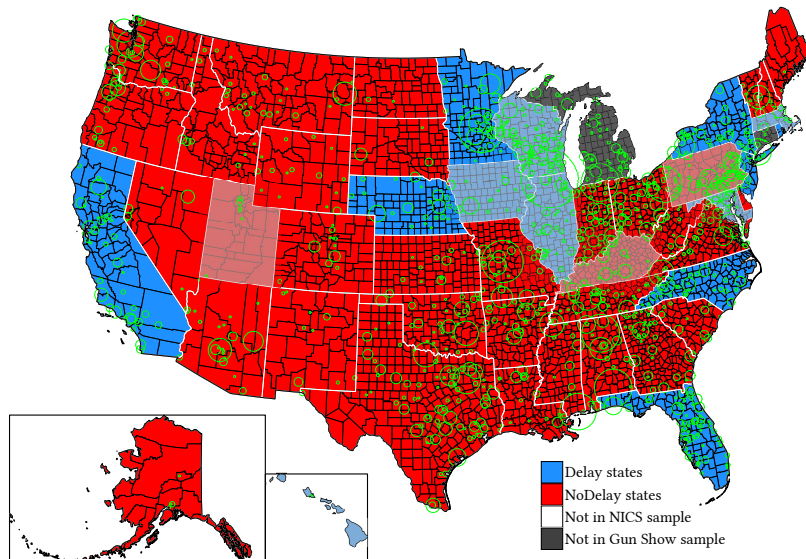 Delay states
NoDelay states
Not in NICS sample
Not in Gun Show sample